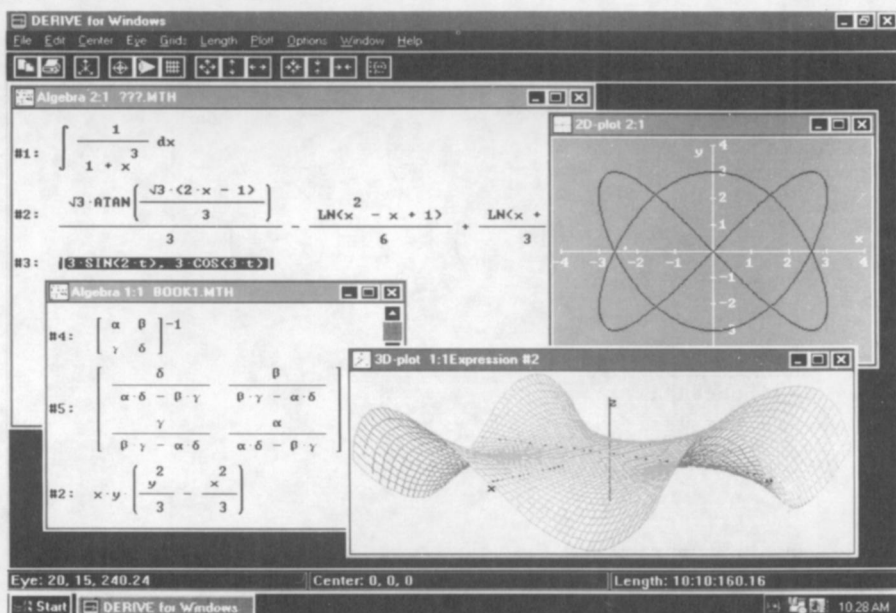 DERIVE for Windows
File Edit Center Eye Grids Length Plot! Options Window Help
Algebra 2:1 ???.MTH
#1: ∫ 1/(1 + x^3) dx
#2: √3·ATAN(√3·(2·x - 1)/3)/3 - LN(x^2 - x + 1)/6 + LN(x +/3
#3: [3·SIN(2·t), 3·COS(3·t)]
2D-plot 2:1
y
x
4
3
2
1
-1
-2
-3
-4 -3 -2 -1 1 2 3 4
Algebra 1:1 BOOK1.MTH
#4: [α β; γ δ]^-1
#5: [δ/(α·δ - β·γ) β/(β·γ - α·δ); γ/(β·γ - α·δ) α/(α·δ - β·γ)]
#2: x·y·(y^2/3 - x^2/3)
3D-plot 1:1Expression #2
z
x
Eye: 20, 15, 240.24 Center: 0, 0, 0 Length: 10:10:160.16
Start DERIVE for Windows 10:28AM